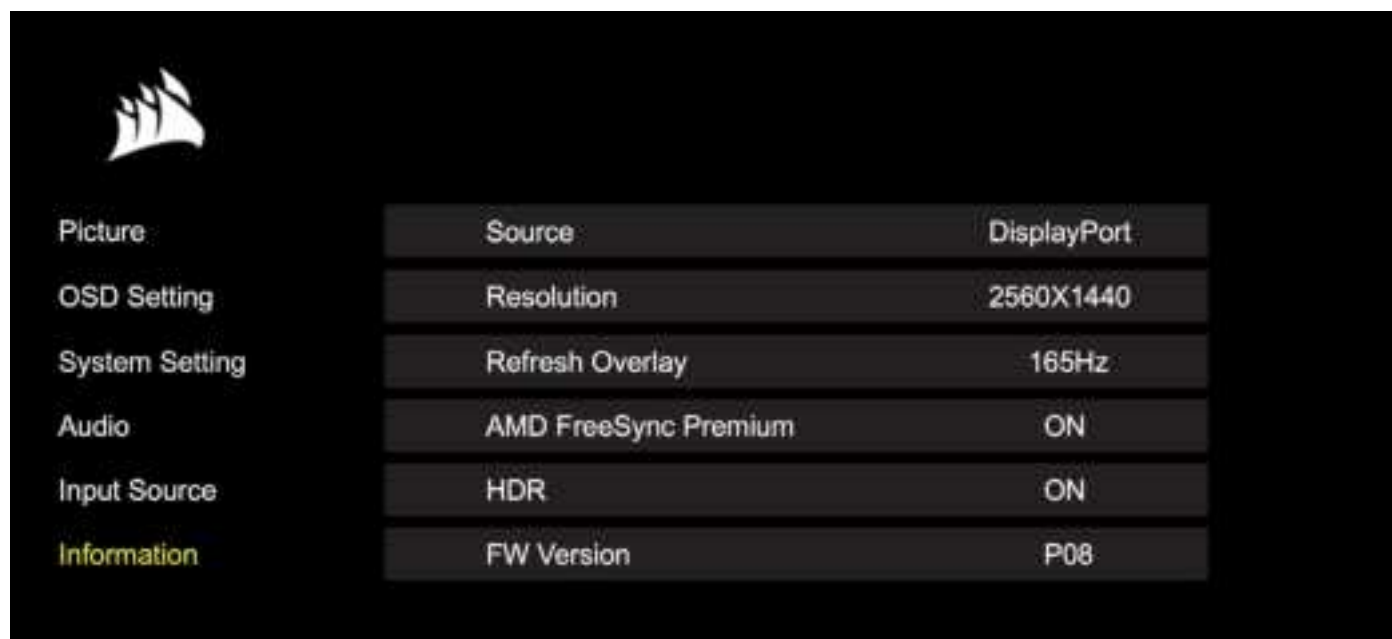 Picture
Source
DisplayPort
OSD Setting
Resolution
2560X1440
System Setting
Refresh Overlay
165Hz
Audio
AMD FreeSync Premium
ON
Input Source
HDR
ON
Information
FW Version
P08